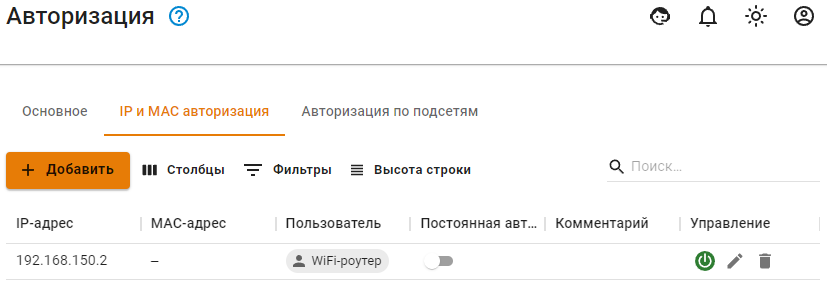 Авторизация
Основное IP и MAC авторизация Авторизация по подсетям
Добавить Столбцы Фильтры Высота строки Поиск...
IP-адрес MAC-адрес Пользователь Постоянная авт... Комментарий Управление
192.168.150.2 – WiFi-роутер